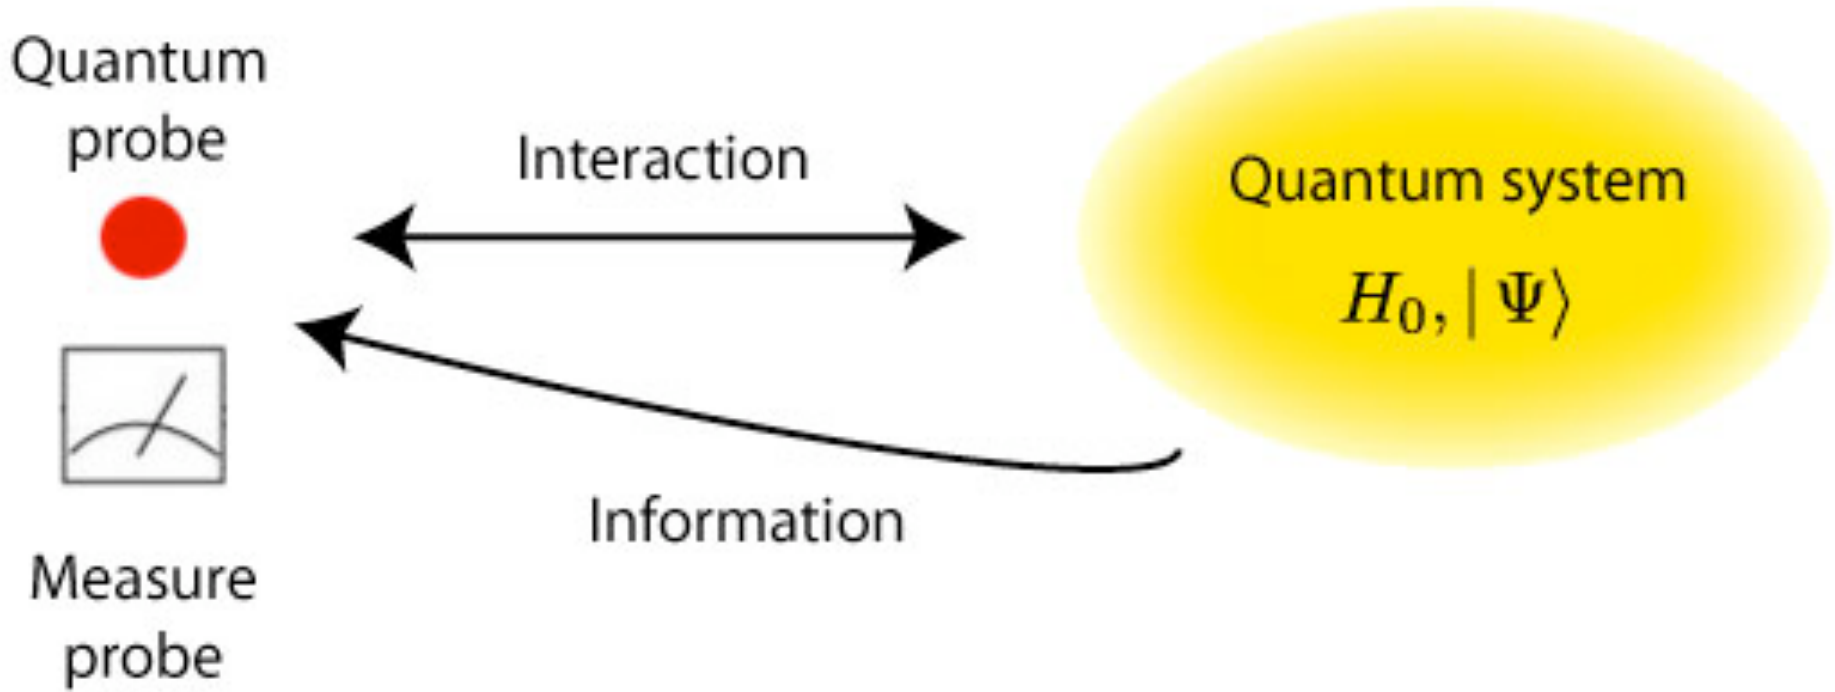 Quantum
probe
Interaction
Quantum system
H₀, | Ψ⟩
Information
Measure
probe